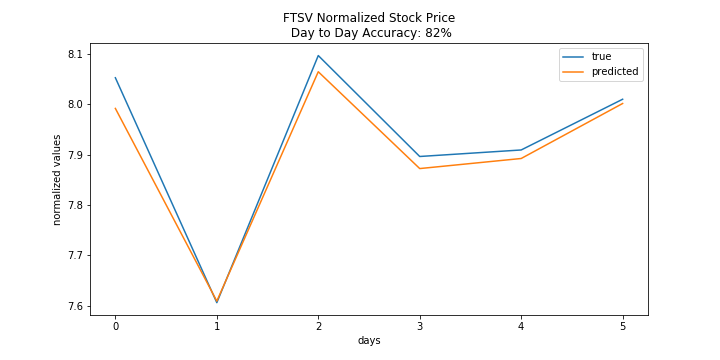 FTSV Normalized Stock Price
Day to Day Accuracy: 82%
true
predicted
8.1
8.0
7.9
7.8
7.7
7.6
normalized values
0 1 2 3 4 5
days